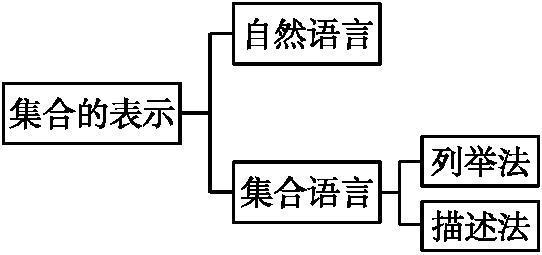 自然语言
集合的表示
集合语言
列举法
描述法